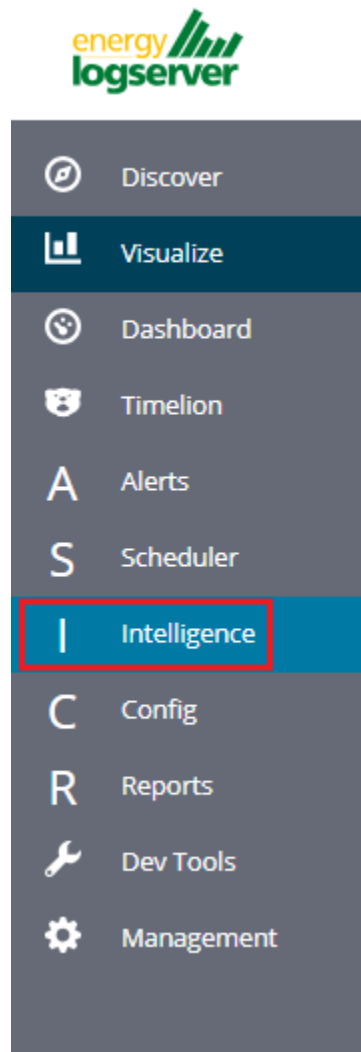 energy
logserver
Discover
Visualize
Dashboard
Timelion
A Alerts
S Scheduler
I Intelligence
C Config
R Reports
Dev Tools
Management